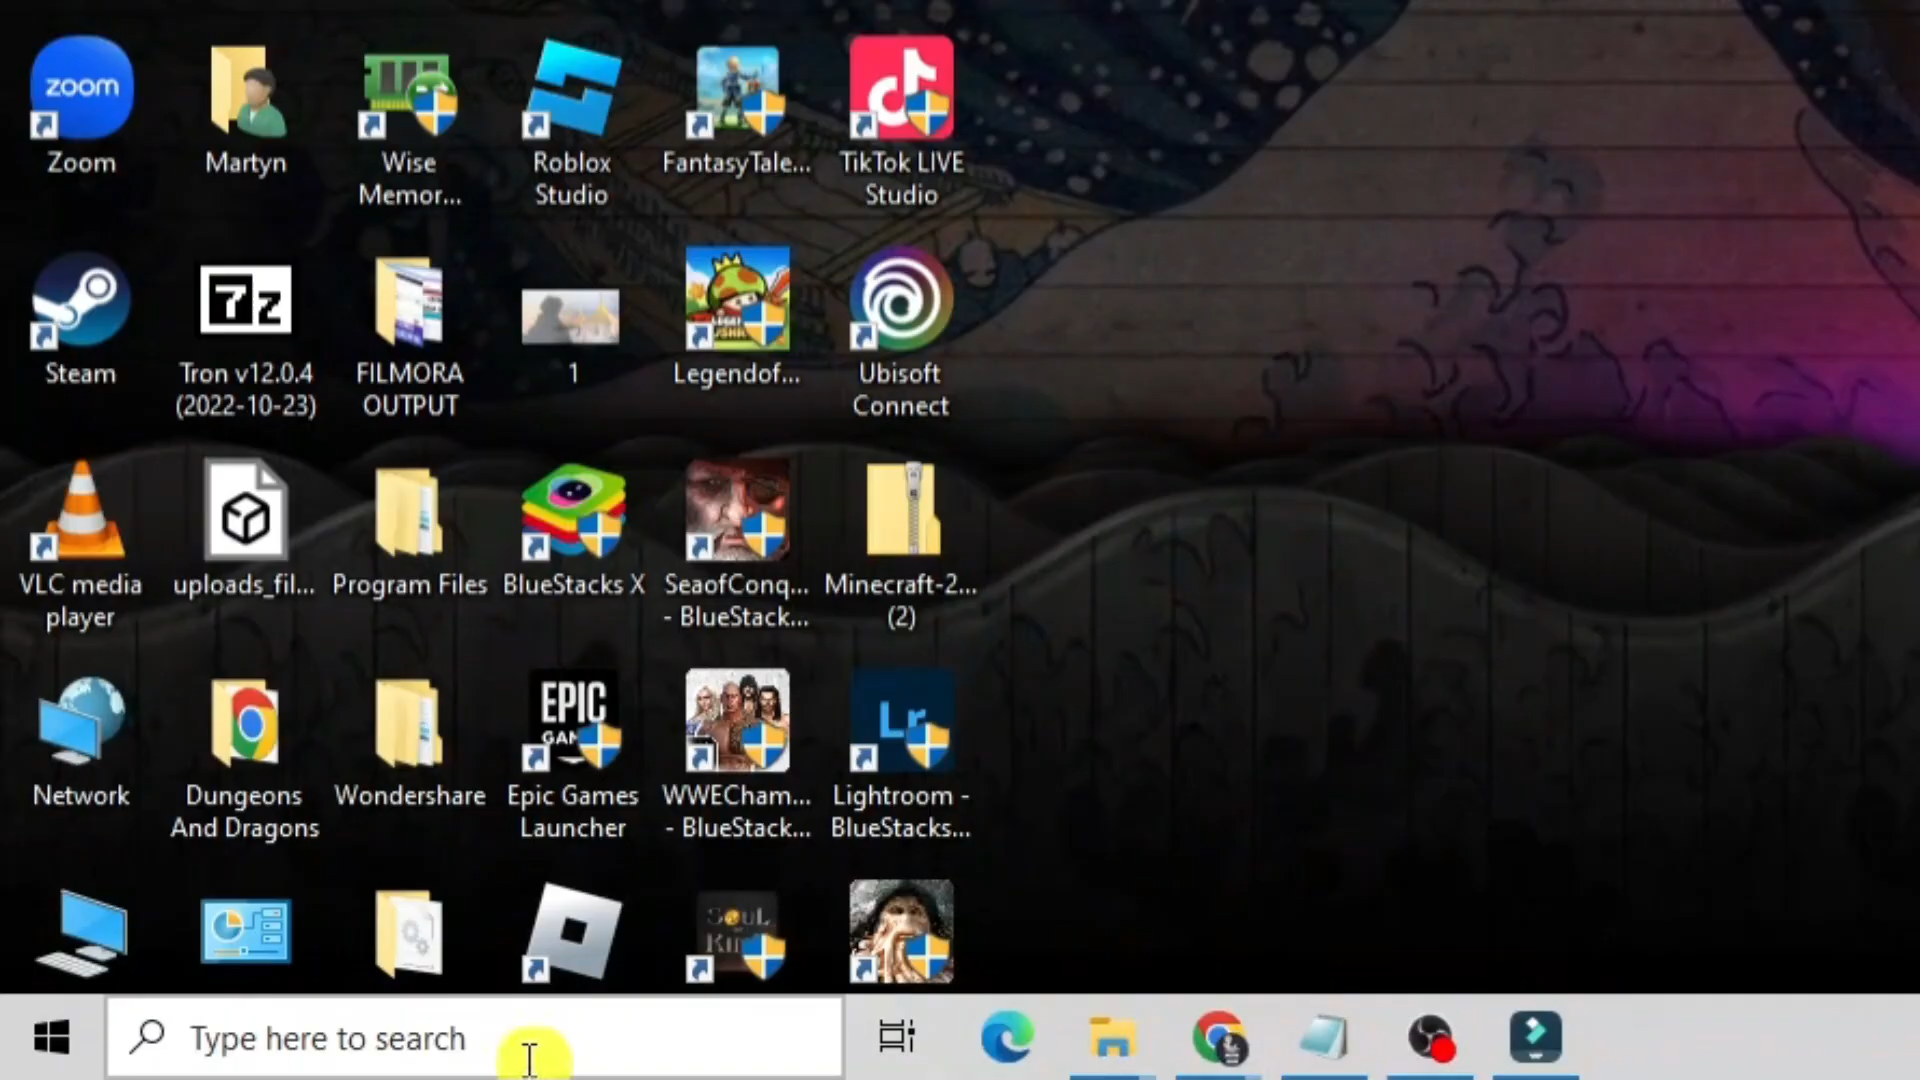 zoom
Zoom
Martyn
Wise
Memor...
Roblox
Studio
FantasyTale...
TikTok LIVE
Studio
Steam
7z
Tron v12.0.4
(2022-10-23)
FILMORA
OUTPUT
1
Legendof...
Ubisoft
Connect
VLC media
player
uploads_fil...
Program Files
BlueStacks X
SeaofConq...
- BlueStack...
Minecraft-2...
(2)
Network
Dungeons
And Dragons
Wondershare
EPIC
Epic Games
Launcher
WWECham...
- BlueStack...
Lr
Lightroom -
BlueStacks...
Type here to search